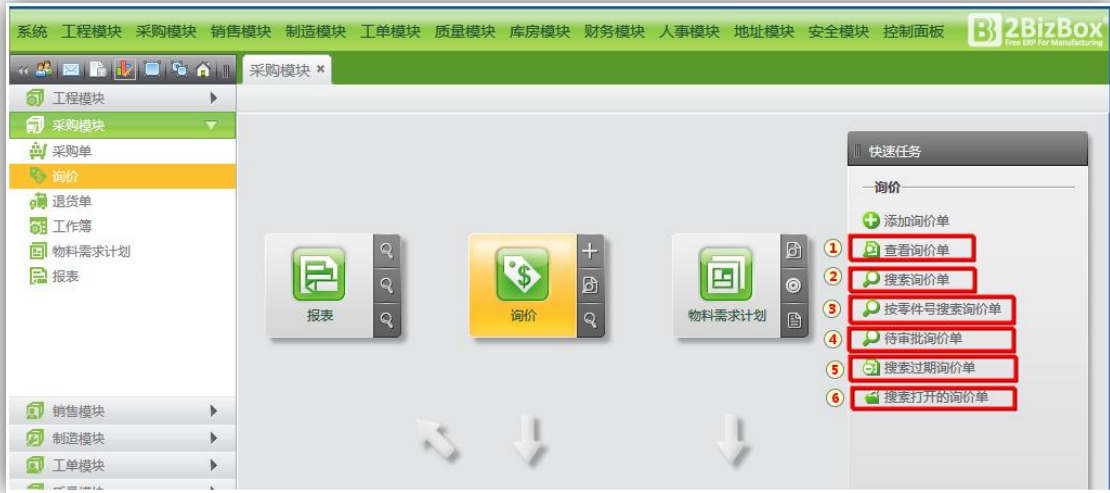 系统 工程模块 采购模块 销售模块 制造模块 工单模块 质量模块 库房模块 财务模块 人事模块 地址模块 安全模块 控制面板 2BizBox
Free ERP For Manufacturing
采购模块
工程模块
采购模块
采购单
询价
退货单
工作簿
物料需求计划
报表
销售模块
制造模块
工单模块
报表
询价
物料需求计划
快速任务
询价
添加询价单
① 查看询价单
② 搜索询价单
③ 按零件号搜索询价单
④ 待审批询价单
⑤ 搜索过期询价单
⑥ 搜索打开的询价单